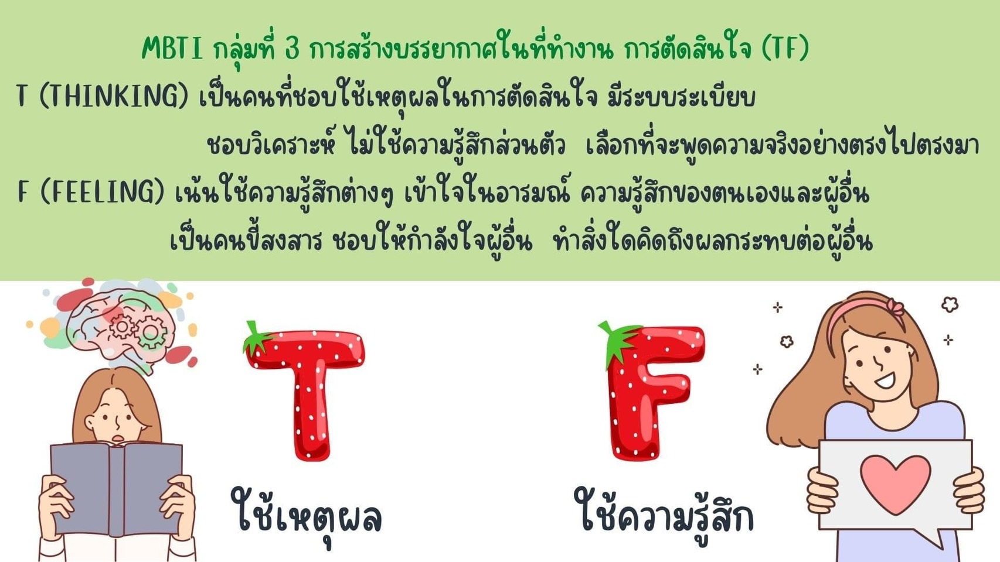 MBTI กลุ่มที่ 3 การสร้างบรรยากาศในที่ทำงาน การตัดสินใจ (TF)
T (THINKING) เป็นคนที่ชอบใช้เหตุผลในการตัดสินใจ มีระบบระเบียบ
ชอบวิเคราะห์ ไม่ใช้ความรู้สึกส่วนตัว เลือกที่จะพูดความจริงอย่างตรงไปตรงมา
F (FEELING) เน้นใช้ความรู้สึกต่างๆ เข้าใจในอารมณ์ ความรู้สึกของตนเองและผู้อื่น
เป็นคนขี้สงสาร ชอบให้กำลังใจผู้อื่น ทำสิ่งใดคิดถึงผลกระทบต่อผู้อื่น
T F
ใช้เหตุผล ใช้ความรู้สึก